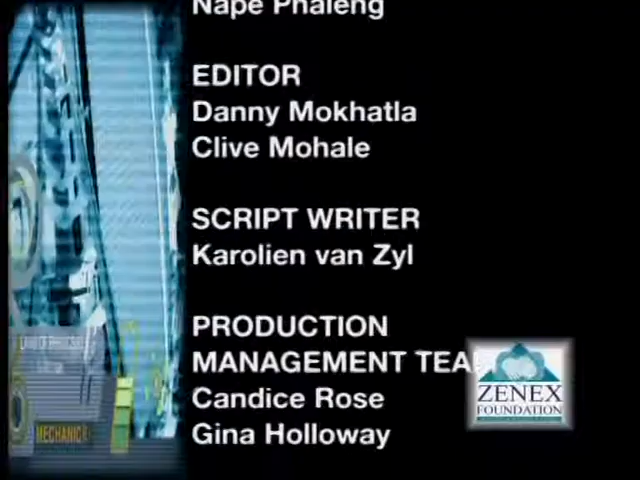 Nape Phaleng
EDITOR
Danny Mokhatla
Clive Mohale
SCRIPT WRITER
Karolien van Zyl
PRODUCTION
MANAGEMENT TEA
Candice Rose
Gina Holloway
ZENEX
FOUNDATION
MECHANIC